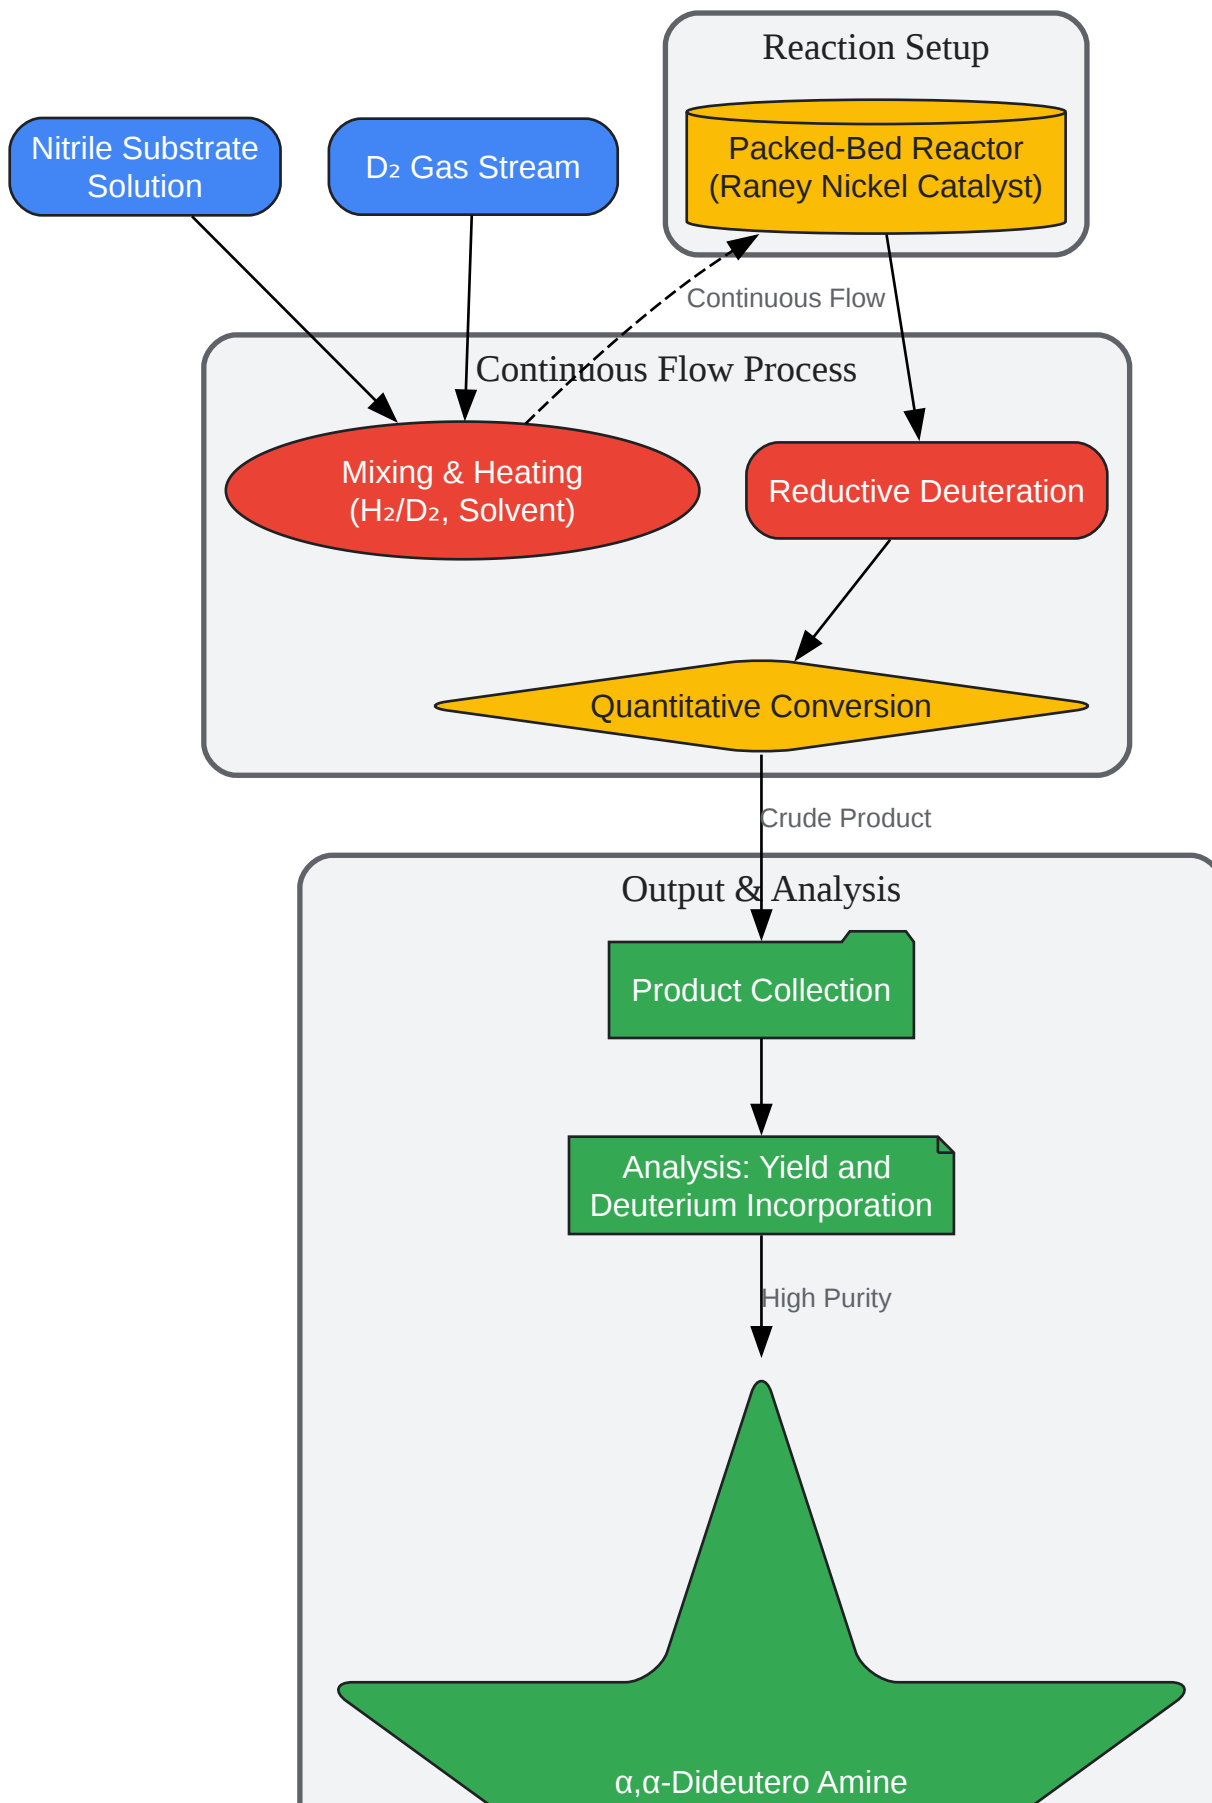 Reaction Setup
Nitrile Substrate
Solution
D₂ Gas Stream
Packed-Bed Reactor
(Raney Nickel Catalyst)
Continuous Flow
Continuous Flow Process
Mixing & Heating
(H₂/D₂, Solvent)
Reductive Deuteration
Quantitative Conversion
Crude Product
Output & Analysis
Product Collection
Analysis: Yield and
Deuterium Incorporation
High Purity
α,α-Dideutero Amine